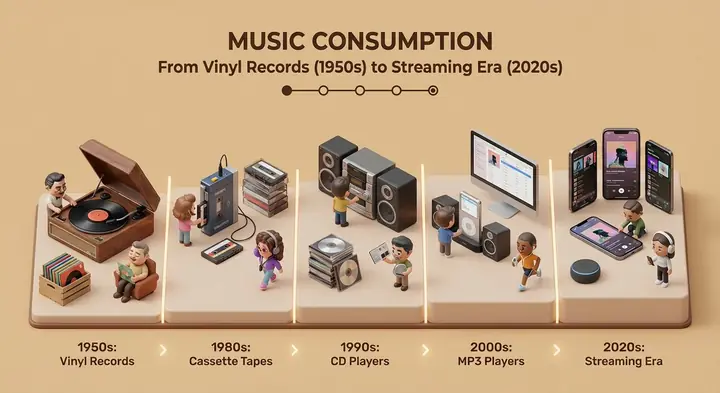 MUSIC CONSUMPTION
From Vinyl Records (1950s) to Streaming Era (2020s)
1950s:
Vinyl Records
1980s:
Cassette Tapes
1990s:
CD Players
2000s:
MP3 Players
2020s:
Streaming Era